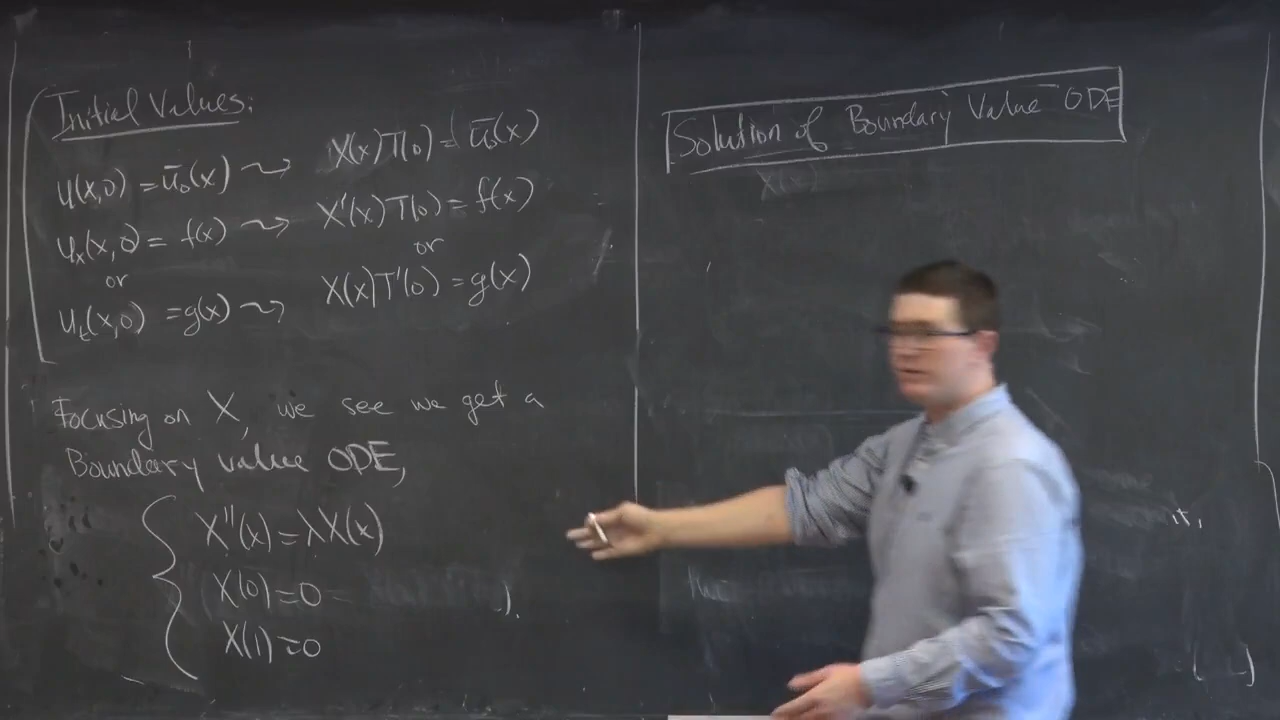 Initial Values:
u(x,0) = ū₀(x) ⤳ X(x)T(0) = ū₀(x)
uₓ(x,0) = f(x) ⤳ X'(x)T(0) = f(x)
or or
uₜ(x,0) = g(x) ⤳ X(x)T'(0) = g(x)
Focusing on X, we see we get a
Boundary value ODE,
X''(x) = λX(x)
X(0) = 0
X(1) = 0
Solution of Boundary Value ODE
X(x)